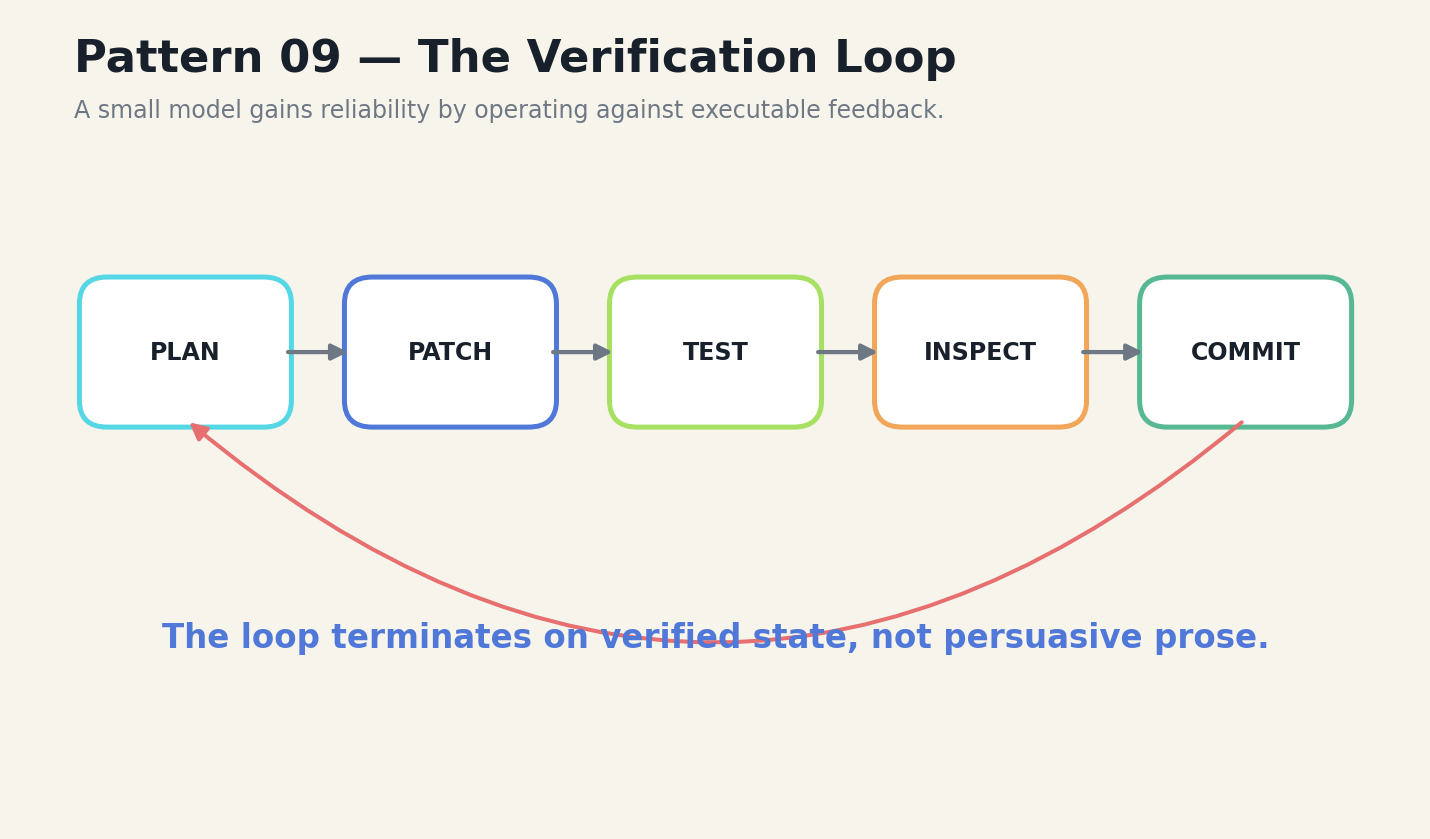 Pattern 09 — The Verification Loop
A small model gains reliability by operating against executable feedback.
PLAN
PATCH
TEST
INSPECT
COMMIT
The loop terminates on verified state, not persuasive prose.